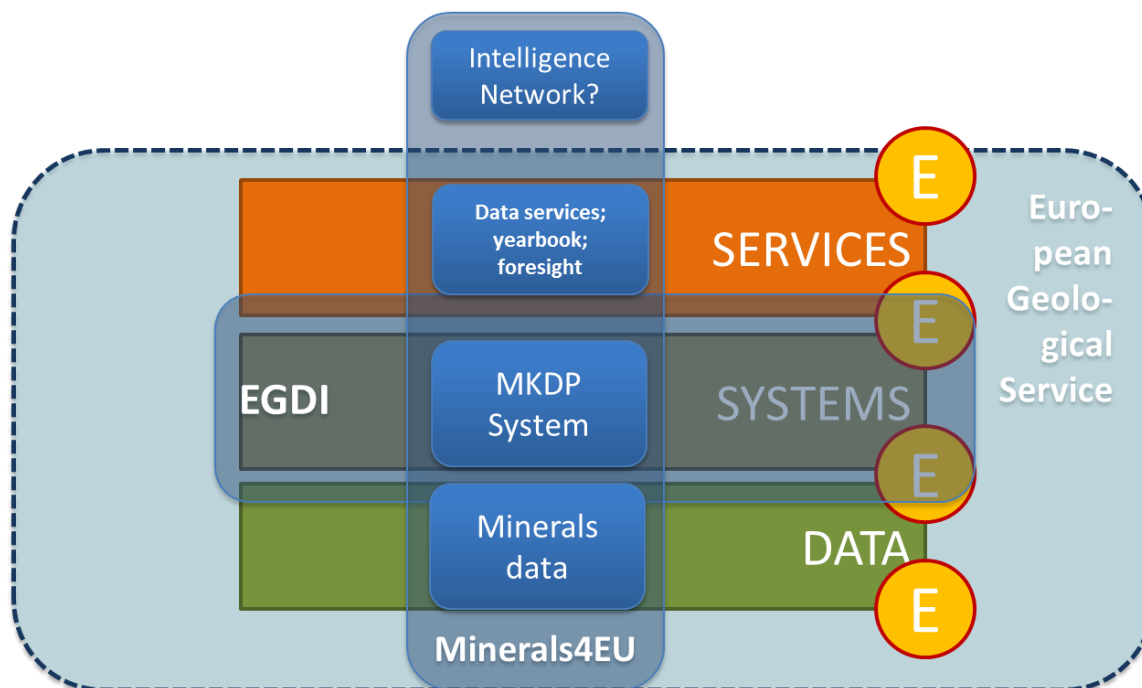 Intelligence
Network?
E
Data services;
yearbook;
foresight
SERVICES
Euro-
pean
Geolo-
gical
Service
E
EGDI
MKDP
System
SYSTEMS
E
Minerals
data
DATA
E
Minerals4EU